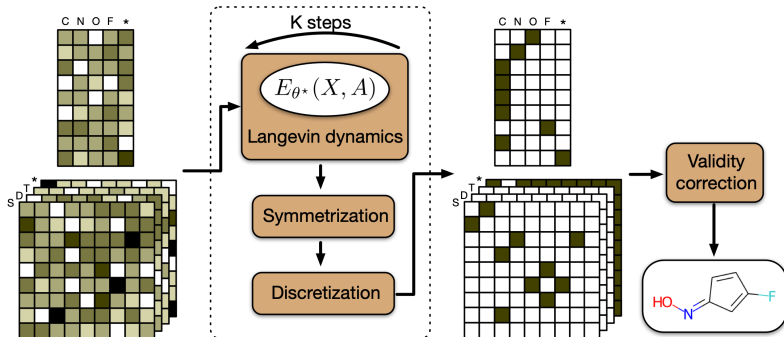 C N O F *
K steps
E_{θ⋆}(X, A)
Langevin dynamics
Symmetrization
Discretization
S D T *
C N O F *
S D T *
Validity
correction
HO
N
F